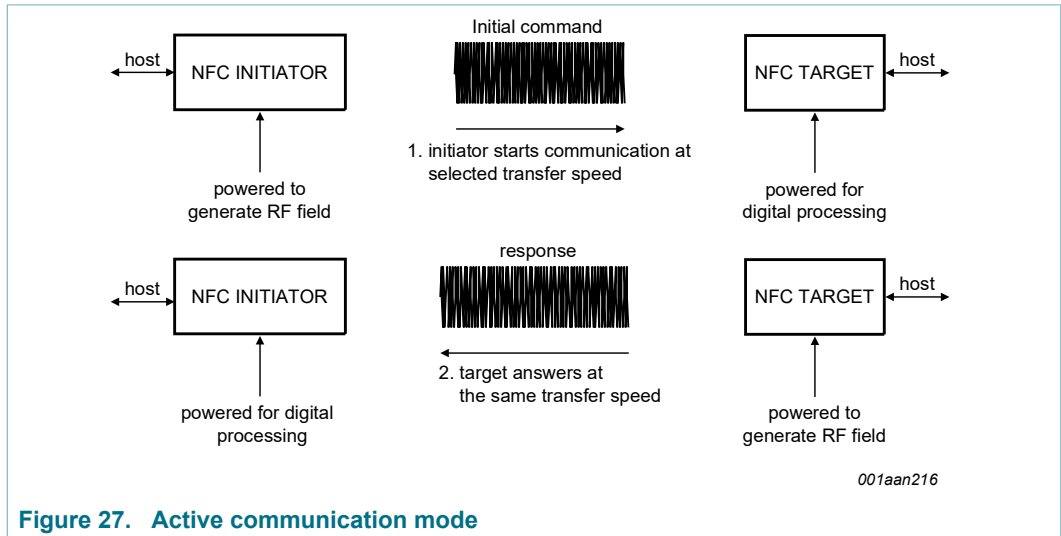 Initial command
host
NFC INITIATOR
NFC TARGET
host
1. initiator starts communication at
selected transfer speed
powered to
generate RF field
powered for
digital processing
response
host
NFC INITIATOR
NFC TARGET
host
2. target answers at
the same transfer speed
powered for digital
processing
powered to
generate RF field
001aan216
Figure 27. Active communication mode